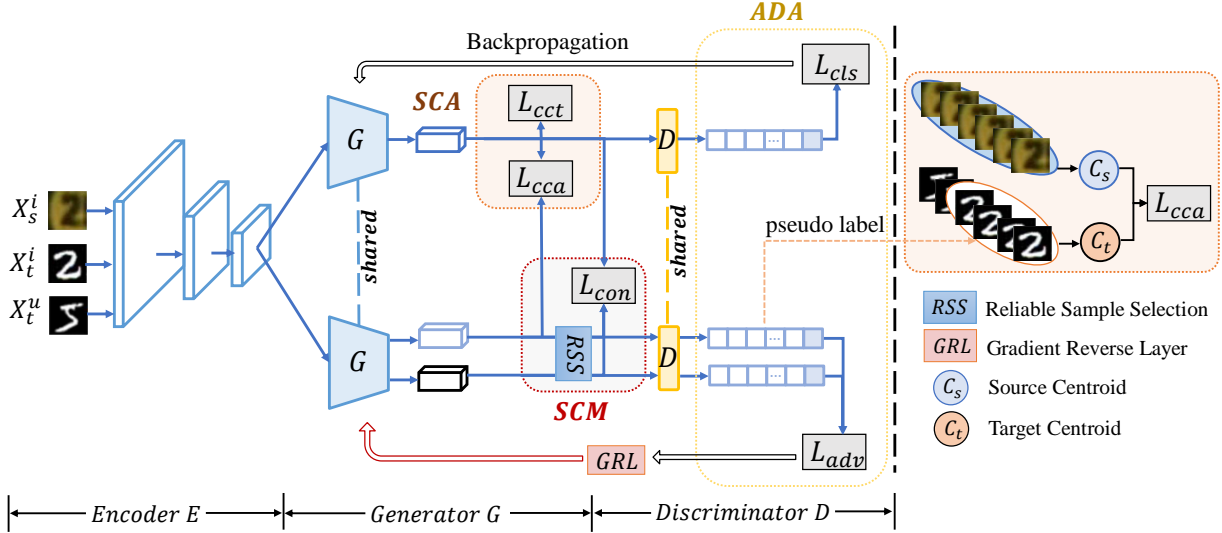 ADA
Backpropagation
L_cls
SCA
L_cct
G
D
...
L_cca
C_s
L_cca
C_t
X_s^i
X_t^i
X_t^u
shared
shared
pseudo label
L_con
G
RSS
D
...
...
SCM
GRL
L_adv
RSS Reliable Sample Selection
GRL Gradient Reverse Layer
C_s Source Centroid
C_t Target Centroid
Encoder E
Generator G
Discriminator D